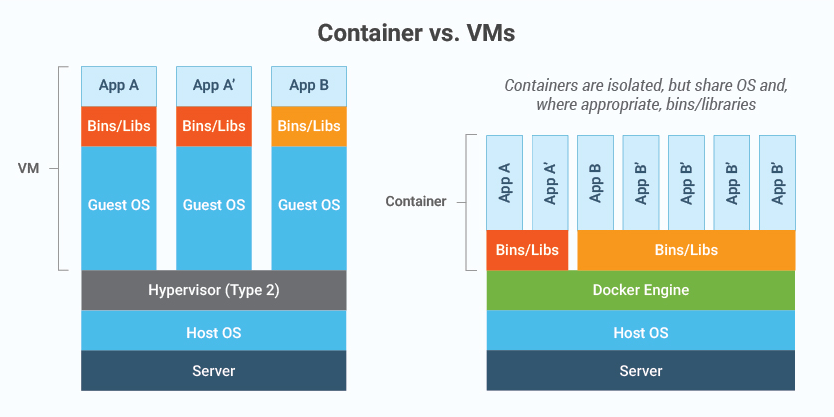 Container vs. VMs
App A
App A’
App B
Bins/Libs
Bins/Libs
Bins/Libs
VM
Guest OS
Guest OS
Guest OS
Hypervisor (Type 2)
Host OS
Server
Containers are isolated, but share OS and,
where appropriate, bins/libraries
Container
App A
App A’
App B
App B’
App B’
App B’
App B’
Bins/Libs
Bins/Libs
Docker Engine
Host OS
Server